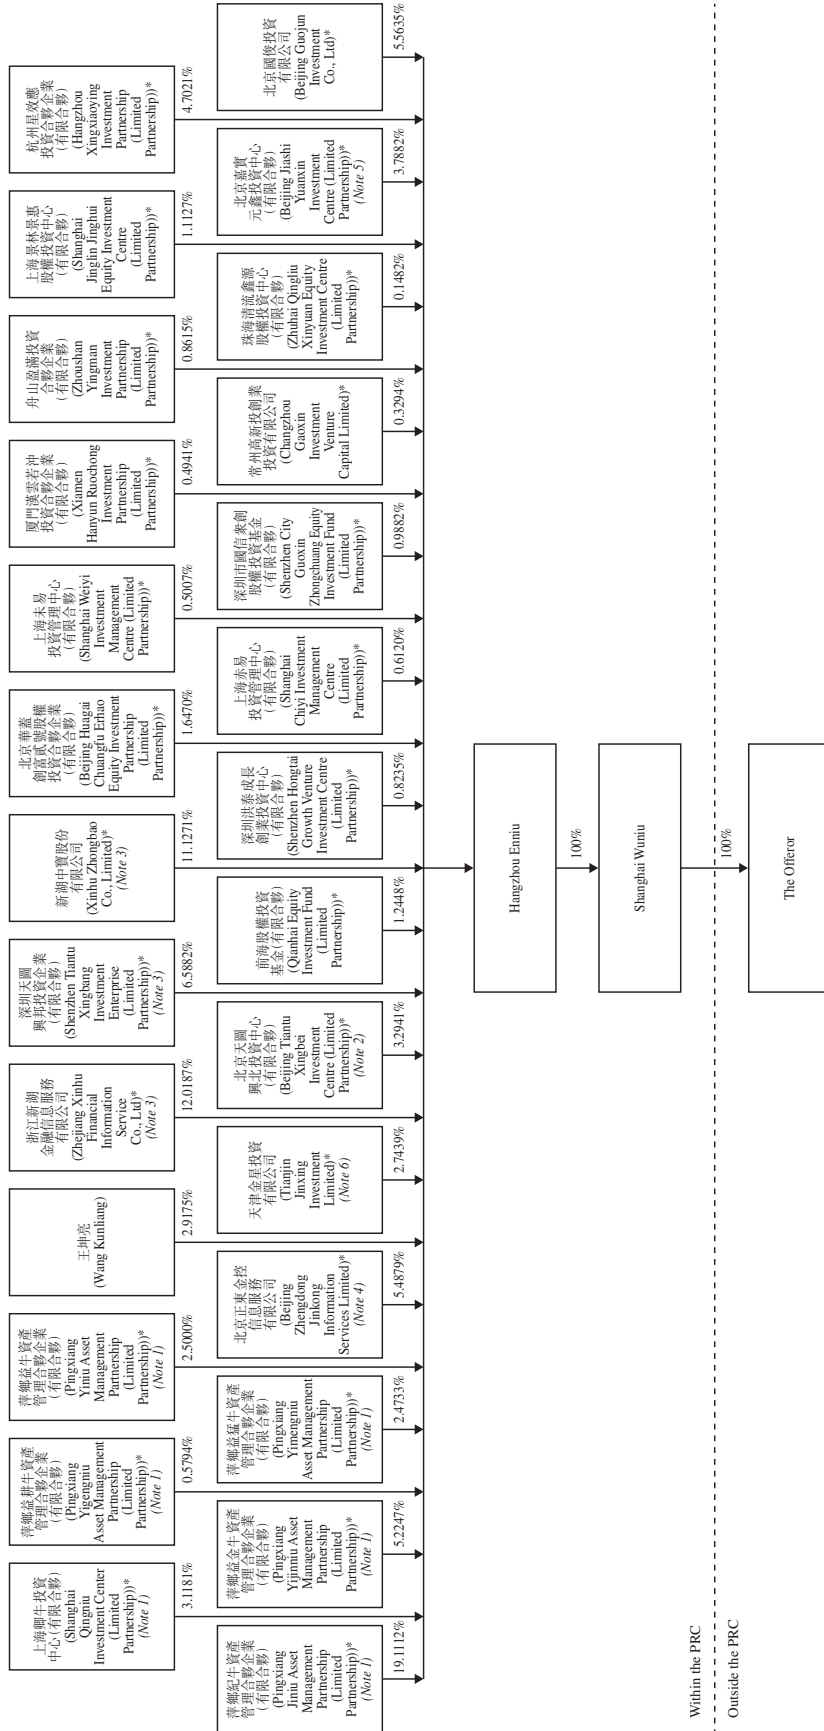 上海卿牛投資
中心(有限合夥)
(Shanghai
Qingniu
Investment Center
(Limited
Partnership))*
(Note 1)
3.1181%
萍鄉益耕牛資產
管理合夥企業
(有限合夥)
(Pingxiang
Yigengniu
Asset Management
Partnership
(Limited
Partnership))*
(Note 1)
0.5794%
萍鄉益牛資產
管理合夥企業
(有限合夥)
(Pingxiang
Yiniu Asset
Management
Partnership
(Limited
Partnership))*
(Note 1)
2.5000%
王坤亮
(Wang Kunliang)
2.9175%
浙江新湖
金融信息服務
有限公司
(Zhejiang Xinhu
Financial
Information
Service
Co., Ltd)*
(Note 3)
12.0187%
深圳天圖
興邦投資企業
(有限合夥)
(Shenzhen Tiantu
Xingbang
Investment
Enterprise
(Limited
Partnership))*
(Note 3)
6.5882%
新湖中寶股份
有限公司
(Xinhu Zhongbao
Co., Limited)*
(Note 3)
11.1271%
北京華蓋
創富貳號股權
投資合夥企業
(有限合夥)
(Beijing Huagai
Chuangfu Erhao
Equity Investment
Partnership
(Limited
Partnership))*
1.6470%
上海未易
投資管理中心
(有限合夥)
(Shanghai Weiyi
Investment
Management
Centre (Limited
Partnership))*
0.5007%
廈門漢雲若沖
投資合夥企業
(有限合夥)
(Xiamen
Hanyun Ruochong
Investment
Partnership
(Limited
Partnership))*
0.4941%
舟山盈滿投資
合夥企業
(有限合夥)
(Zhoushan
Yingman
Investment
Partnership
(Limited
Partnership))*
0.8615%
上海景林景惠
股權投資中心
(有限合夥)
(Shanghai
Jinglin Jinghui
Equity Investment
Centre
(Limited
Partnership))*
1.1127%
杭州星效應
投資合夥企業
(有限合夥)
(Hangzhou
Xingxiaoying
Investment
Partnership
(Limited
Partnership))*
4.7021%
萍鄉紀牛資產
管理合夥企業
(有限合夥)
(Pingxiang
Jiniu Asset
Management
Partnership
(Limited
Partnership))*
(Note 1)
19.1112%
萍鄉益金牛資產
管理合夥企業
(有限合夥)
(Pingxiang
Yijinniu Asset
Management
Partnership
(Limited
Partnership))*
(Note 1)
5.2247%
萍鄉益猛牛資產
管理合夥企業
(有限合夥)
(Pingxiang
Yimengniu
Asset Management
Partnership
(Limited
Partnership))*
(Note 1)
2.4733%
北京正東金控
信息服務
有限公司
(Beijing
Zhengdong
Jinkong
Information
Services Limited)*
(Note 4)
5.4879%
天津金星投資
有限公司
(Tianjin
Jinxing
Investment
Limited)*
(Note 6)
2.7439%
北京天圖
興北投資中心
(有限合夥)
(Beijing Tiantu
Xingbei
Investment
Centre (Limited
Partnership))*
(Note 2)
3.2941%
前海股權投資
基金(有限合夥)
(Qianhai Equity
Investment Fund
(Limited
Partnership))*
1.2448%
深圳洪泰成長
創業投資中心
(有限合夥)
(Shenzhen Hongtai
Growth Venture
Investment Centre
(Limited
Partnership))*
0.8235%
上海赤易
投資管理中心
(有限合夥)
(Shanghai
Chiyi Investment
Management
Centre
(Limited
Partnership))*
0.6120%
深圳市國信衆創
股權投資基金
(有限合夥)
(Shenzhen City
Guoxin
Zhongchuang Equity
Investment Fund
(Limited
Partnership))*
0.9882%
常州高新投創業
投資有限公司
(Changzhou
Gaoxin
Investment
Venture
Capital Limited)*
0.3294%
珠海清流鑫源
股權投資中心
(有限合夥)
(Zhuhai Qingliu
Xinyuan Equity
Investment Centre
(Limited
Partnership))*
0.1482%
北京嘉實
元鑫投資中心
(有限合夥)
(Beijing Jiashi
Yuanxin
Investment
Centre (Limited
Partnership))*
(Note 5)
3.7882%
北京國俊投資
有限公司
(Beijing Guojun
Investment
Co., Ltd)*
5.5635%
Hangzhou Enniu
100%
Shanghai Wuniu
Within the PRC
Outside the PRC
100%
The Offeror